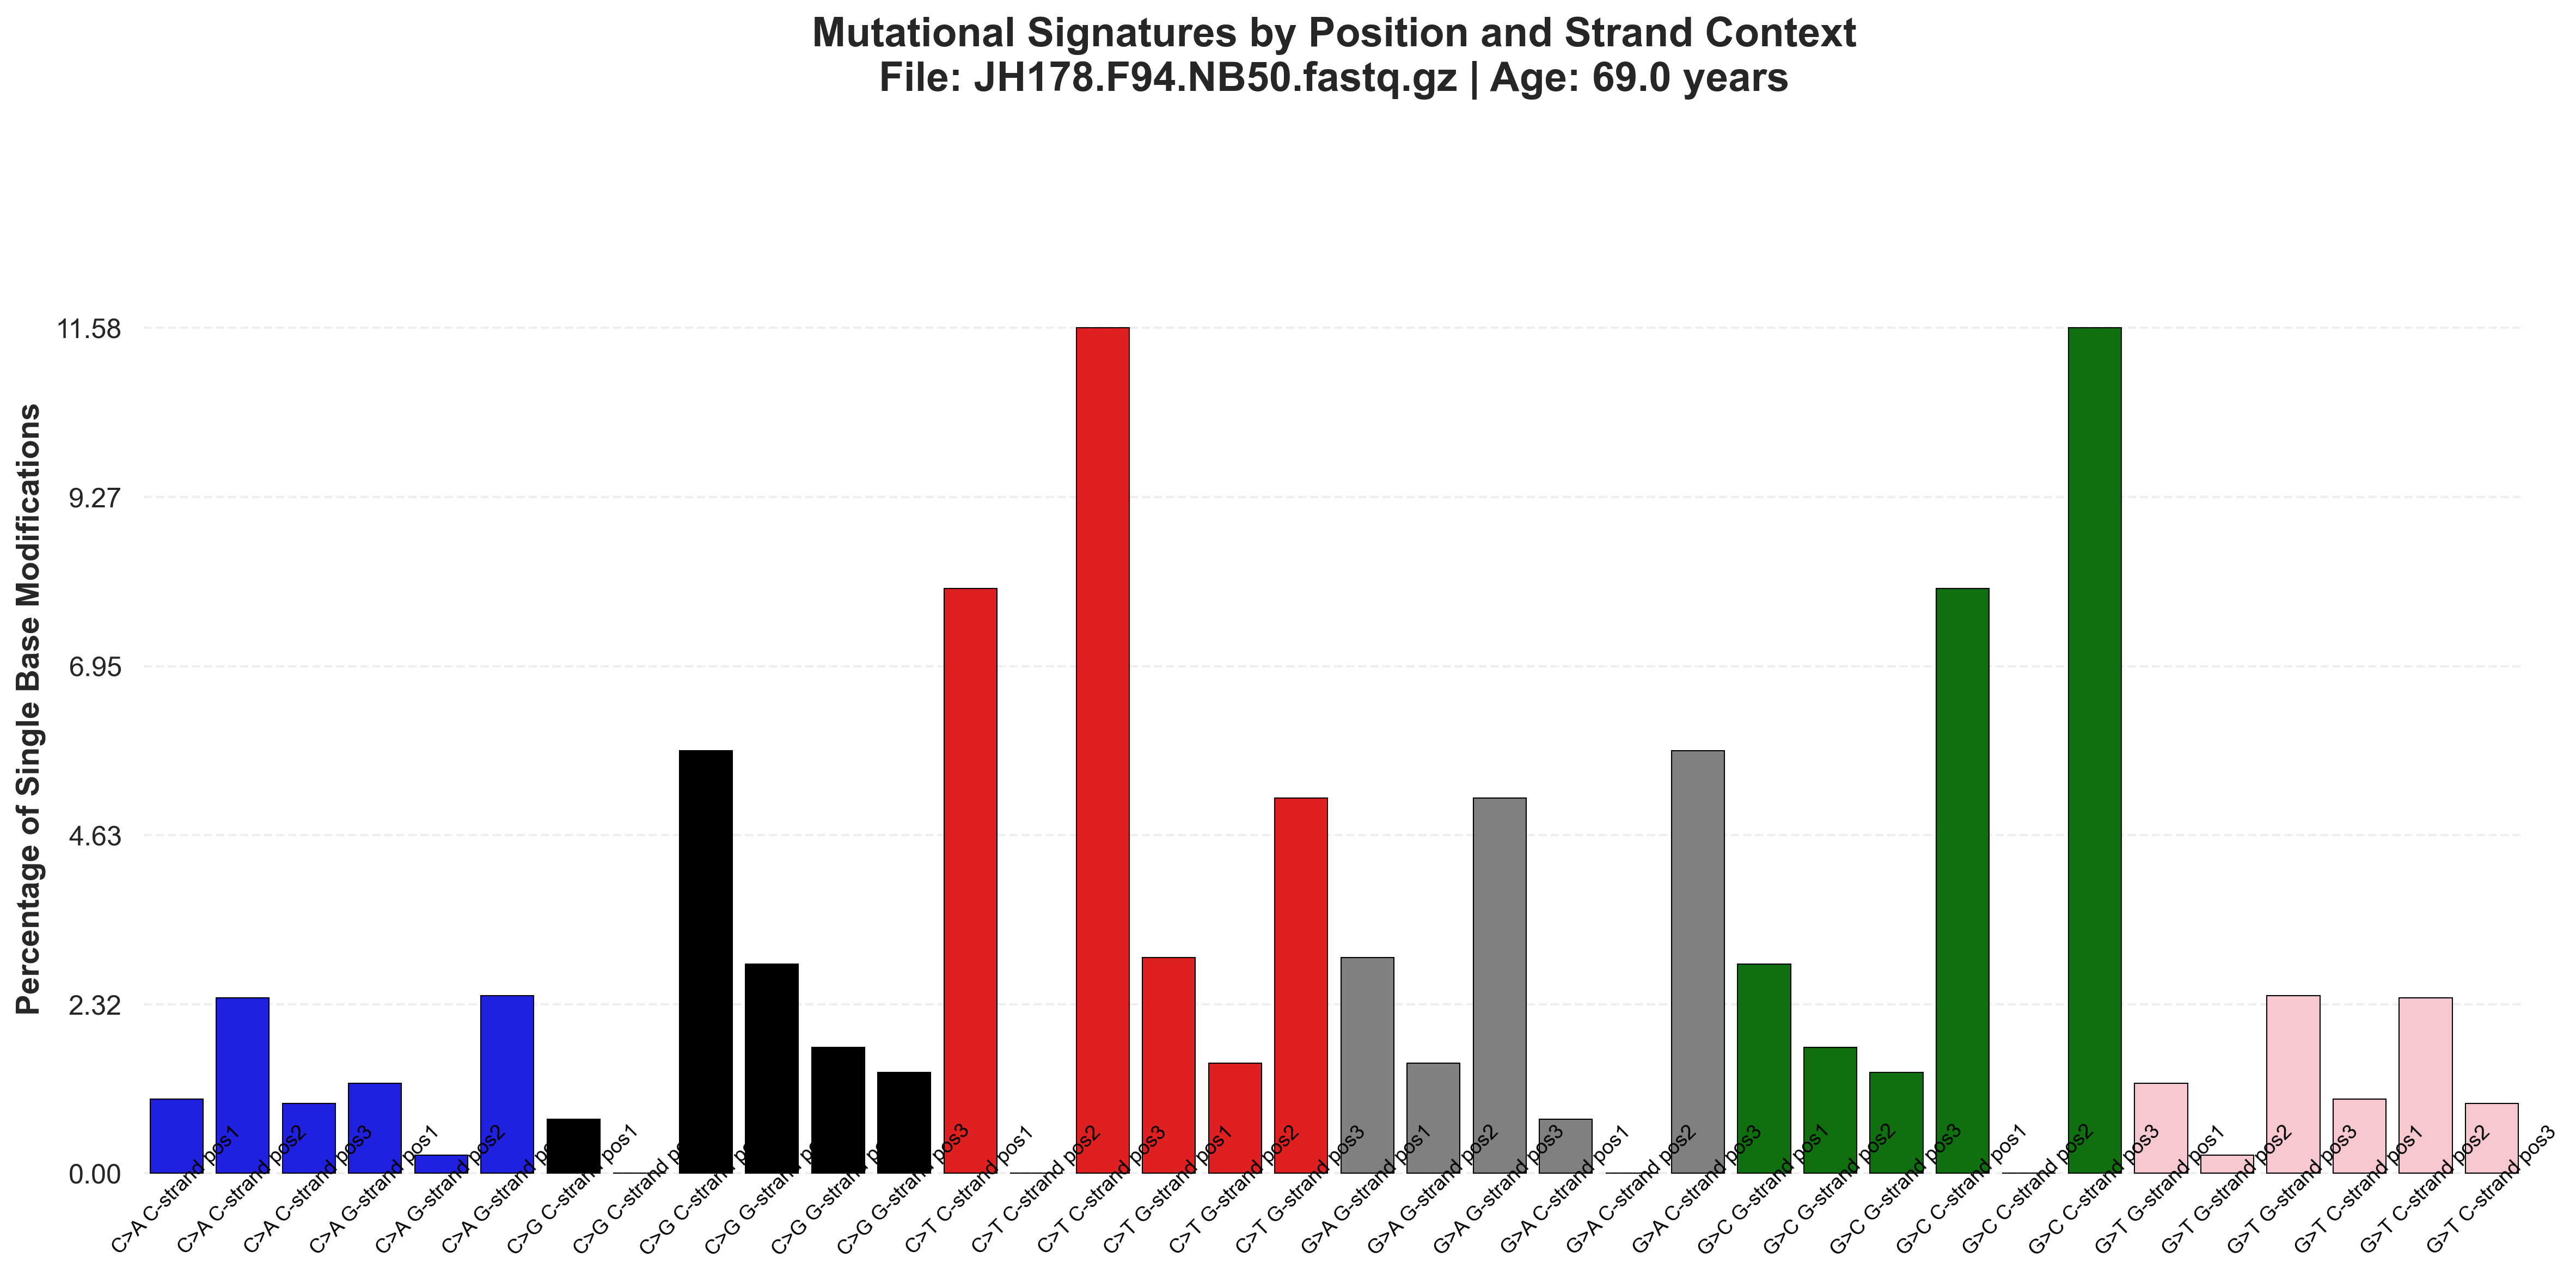 Mutational Signatures by Position and Strand Context
File: JH178.F94.NB50.fastq.gz | Age: 69.0 years
Percentage of Single Base Modifications
11.58
9.27
6.95
4.63
2.32
0.00
C>A C-strand pos1
C>A C-strand pos2
C>A C-strand pos3
C>A G-strand pos1
C>A G-strand pos2
C>A G-strand
C>G C-strand pos1
C>G C-strand
C>G C-strand
C>G G-strand
C>G G-strand
C>G G-strand pos3
C>T C-strand pos1
C>T C-strand pos2
C>T C-strand pos3
C>T G-strand pos1
C>T G-strand pos2
C>T G-strand pos3
G>A G-strand pos1
G>A G-strand pos2
G>A G-strand pos3
G>A C-strand pos1
G>A C-strand pos2
G>A C-strand pos3
G>C G-strand pos1
G>C G-strand pos2
G>C G-strand pos3
G>C C-strand pos1
G>C C-strand pos2
G>C C-strand pos3
G>T G-strand pos1
G>T G-strand pos2
G>T G-strand pos3
G>T C-strand pos1
G>T C-strand pos2
G>T C-strand pos3